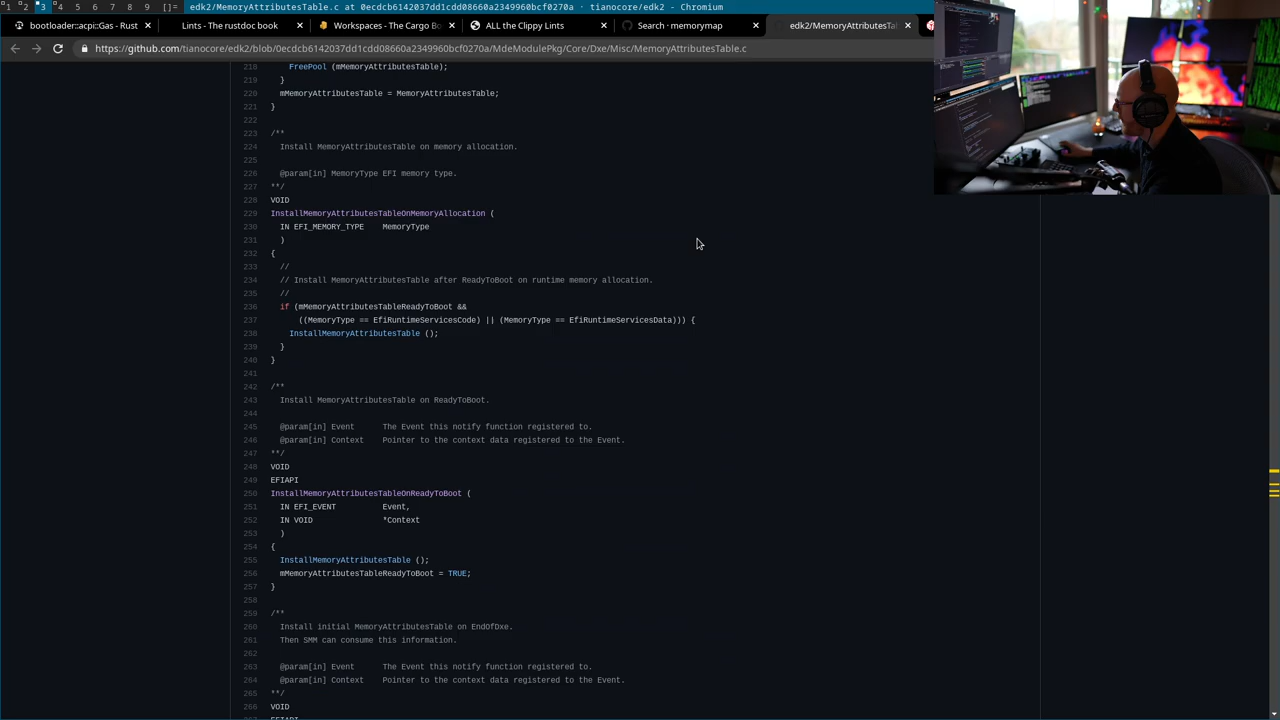 1 2 3 4 5 6 7 8 9 []= edk2/MemoryAttributesTable.c at 0ecdcb6142037dd1cdd08660a2349960bcf0270a · tianocore/edk2 - Chromium
bootloader::acpi::Gas - Rust × Lints - The rustdoc book × Workspaces - The Cargo Bo × ALL the Clippy Lints × Search · memorymap × edk2/MemoryAttributesTa ×
https://github.com/tianocore/edk2/blob/0ecdcb6142037dd1cdd08660a2349960bcf0270a/MdeModulePkg/Core/Dxe/Misc/MemoryAttributesTable.c
218 FreePool (mMemoryAttributesTable);
219 }
220 mMemoryAttributesTable = MemoryAttributesTable;
221 }
222
223 /**
224 Install MemoryAttributesTable on memory allocation.
225
226 @param[in] MemoryType EFI memory type.
227 **/
228 VOID
229 InstallMemoryAttributesTableOnMemoryAllocation (
230 IN EFI_MEMORY_TYPE MemoryType
231 )
232 {
233 //
234 // Install MemoryAttributesTable after ReadyToBoot on runtime memory allocation.
235 //
236 if (mMemoryAttributesTableReadyToBoot &&
237 ((MemoryType == EfiRuntimeServicesCode) || (MemoryType == EfiRuntimeServicesData))) {
238 InstallMemoryAttributesTable ();
239 }
240 }
241
242 /**
243 Install MemoryAttributesTable on ReadyToBoot.
244
245 @param[in] Event The Event this notify function registered to.
246 @param[in] Context Pointer to the context data registered to the Event.
247 **/
248 VOID
249 EFIAPI
250 InstallMemoryAttributesTableOnReadyToBoot (
251 IN EFI_EVENT Event,
252 IN VOID *Context
253 )
254 {
255 InstallMemoryAttributesTable ();
256 mMemoryAttributesTableReadyToBoot = TRUE;
257 }
258
259 /**
260 Install initial MemoryAttributesTable on EndOfDxe.
261 Then SMM can consume this information.
262
263 @param[in] Event The Event this notify function registered to.
264 @param[in] Context Pointer to the context data registered to the Event.
265 **/
266 VOID